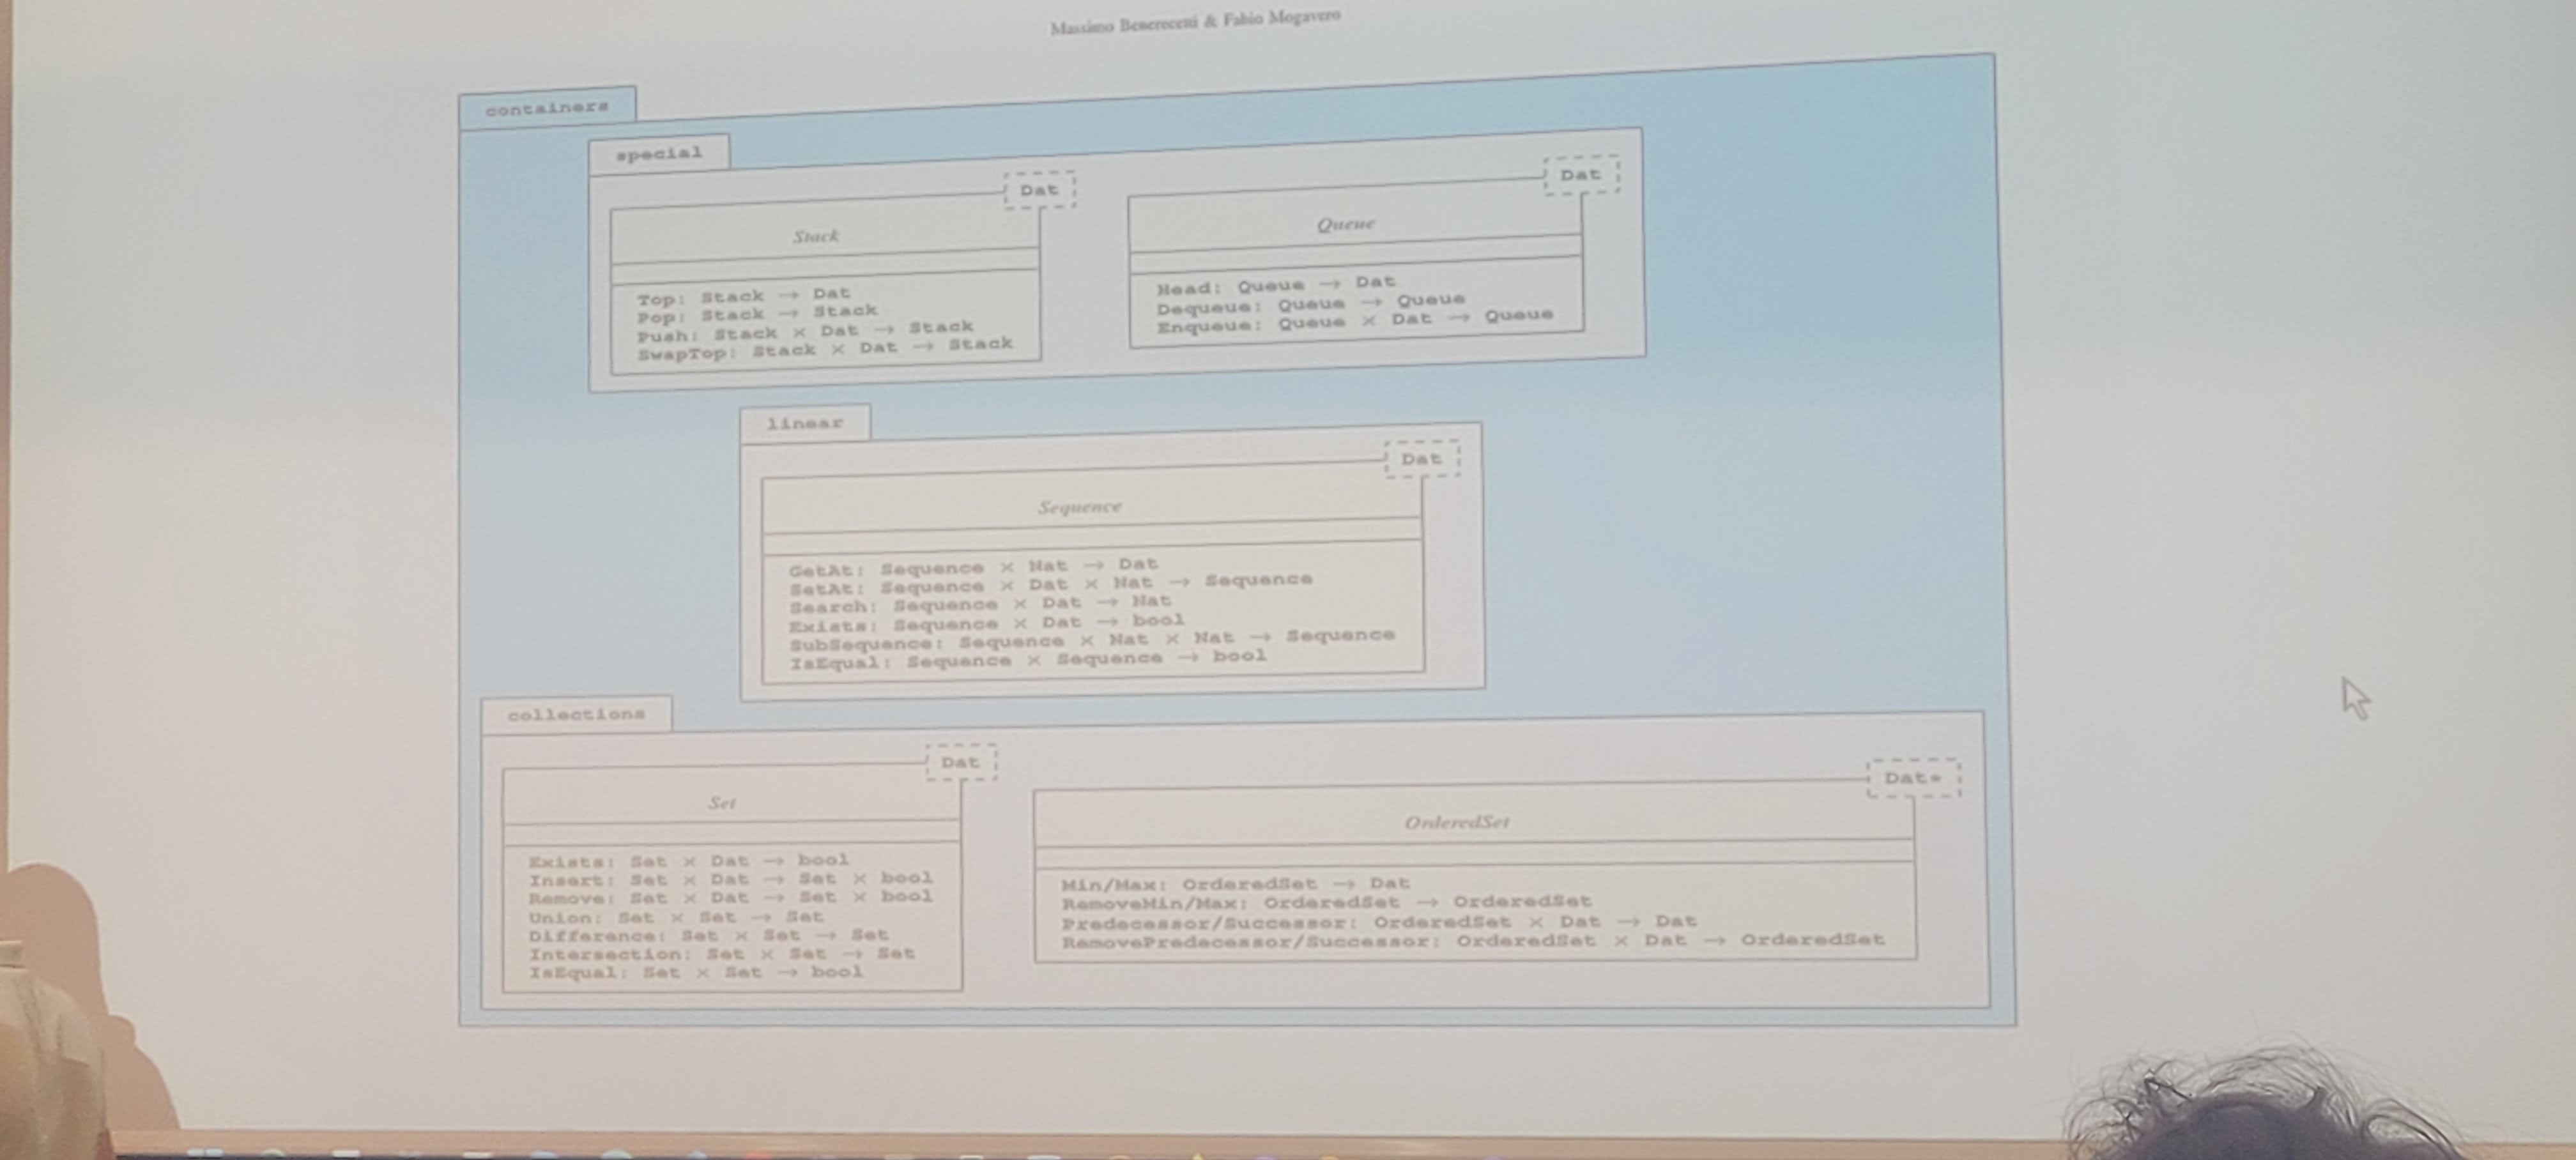 Massimo Benerecetti & Fabio Mogavero
containers
special
Dat
Stack
Top: Stack → Dat
Pop: Stack → Stack
Push: Stack × Dat → Stack
SwapTop: Stack × Dat → Stack
Dat
Queue
Head: Queue → Dat
Dequeue: Queue → Queue
Enqueue: Queue × Dat → Queue
linear
Dat
Sequence
GetAt: Sequence × Nat → Dat
SetAt: Sequence × Dat × Nat → Sequence
Search: Sequence × Dat → Nat
Exists: Sequence × Dat → bool
SubSequence: Sequence × Nat × Nat → Sequence
IsEqual: Sequence × Sequence → bool
collections
Dat
Set
Exists: Set × Dat → bool
Insert: Set × Dat → Set × bool
Remove: Set × Dat → Set × bool
Union: Set × Set → Set
Difference: Set × Set → Set
Intersection: Set × Set → Set
IsEqual: Set × Set → bool
Dat*
OrderedSet
Min/Max: OrderedSet → Dat
RemoveMin/Max: OrderedSet → OrderedSet
Predecessor/Successor: OrderedSet × Dat → Dat
RemovePredecessor/Successor: OrderedSet × Dat → OrderedSet